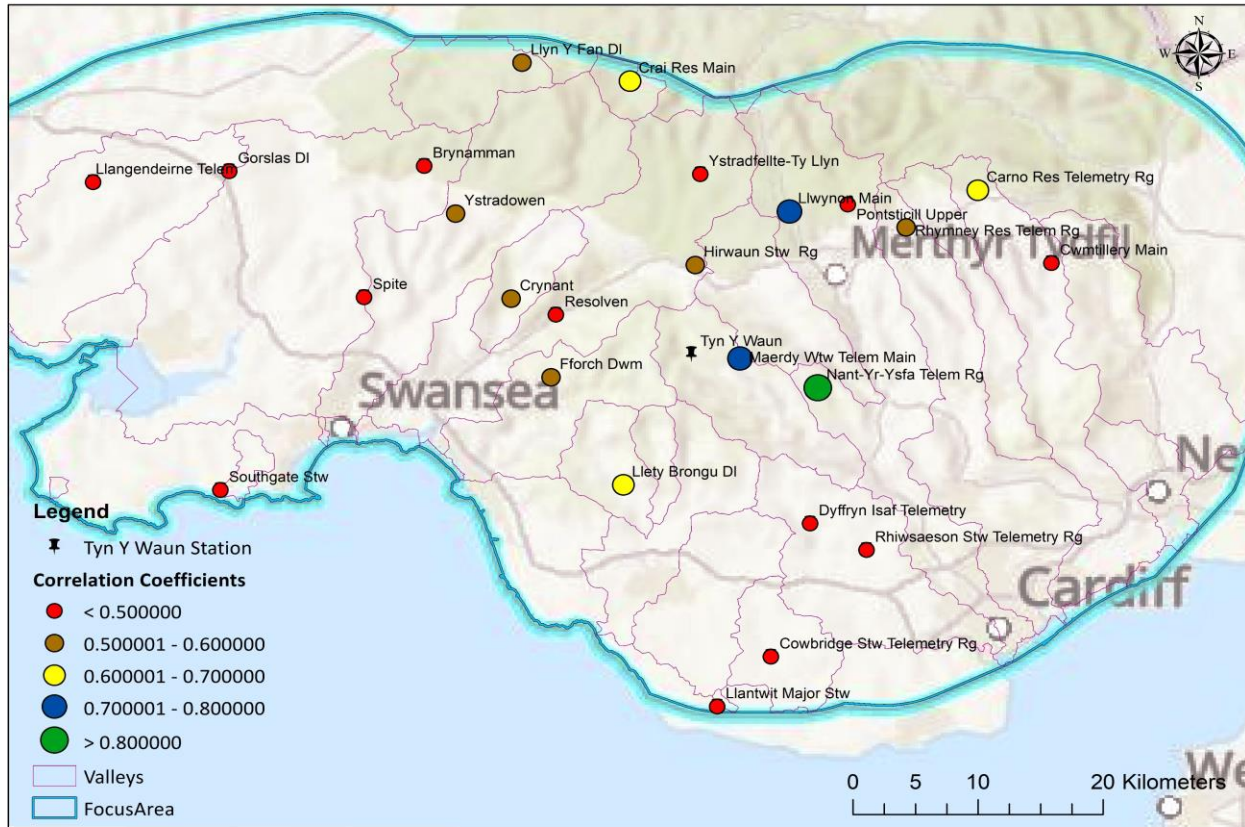 N
W E
S
Llyn Y Fan Dl
Crai Res Main
Llangendeirne Telem
Gorslas Dl
Brynamman
Ystradfellte-Ty Llyn
Carno Res Telemetry Rg
Ystradowen
Llwynon Main
Pontsticill Upper
Rhymney Res Telem Rg
Merthyr Tydfil
Cwmtillery Main
Hirwaun Stw Rg
Spite
Crynant
Resolven
Tyn Y Waun
Maerdy Wtw Telem Main
Fforch Dwm
Nant-Yr-Ysfa Telem Rg
Swansea
Llety Brongu Dl
Ne
Southgate Stw
Dyffryn Isaf Telemetry
Rhiwsaeson Stw Telemetry Rg
Cardiff
Cowbridge Stw Telemetry Rg
Llantwit Major Stw
We
Legend
Tyn Y Waun Station
Correlation Coefficients
< 0.500000
0.500001 - 0.600000
0.600001 - 0.700000
0.700001 - 0.800000
> 0.800000
Valleys
FocusArea
0 5 10 20 Kilometers